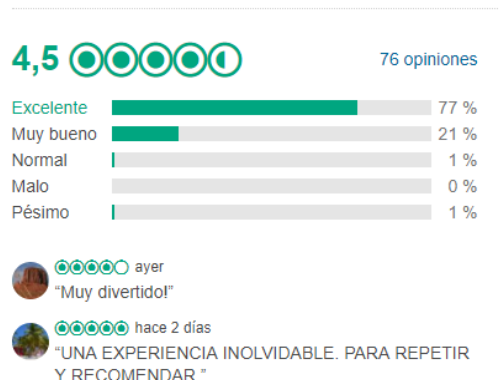 4,5 76 opiniones
Excelente 77 %
Muy bueno 21 %
Normal 1 %
Malo 0 %
Pésimo 1 %
ayer
“Muy divertido!”
hace 2 días
“UNA EXPERIENCIA INOLVIDABLE. PARA REPETIR
Y RECOMENDAR.”